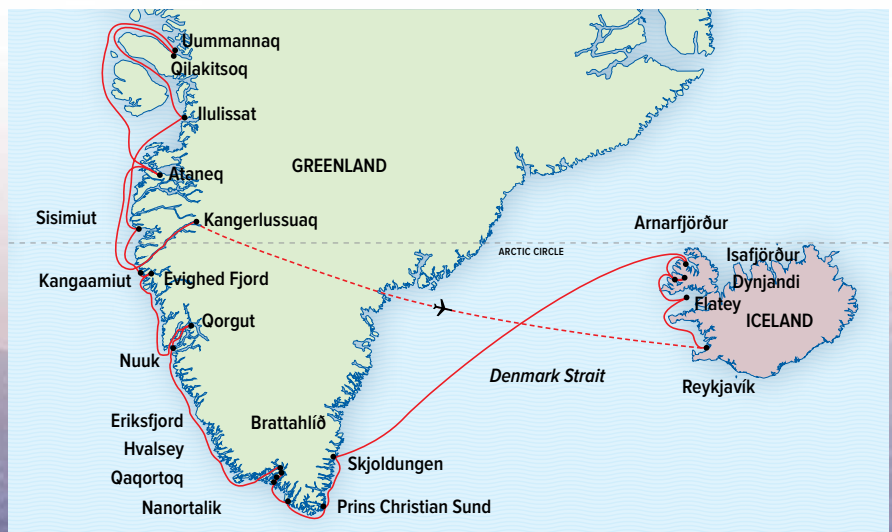 Uummannaq
Qilakitsoq
Ilulissat
GREENLAND
Ataneq
Sisimiut
Kangerlussuaq
Arnarfjörður
ARCTIC CIRCLE
Isafjörður
Kangaamiut
Evighed Fjord
Dynjandi
Flatey
Qorgut
ICELAND
Nuuk
Denmark Strait
Reykjavík
Eriksfjord
Brattahlíð
Hvalsey
Skjoldungen
Qaqortoq
Nanortalik
Prins Christian Sund